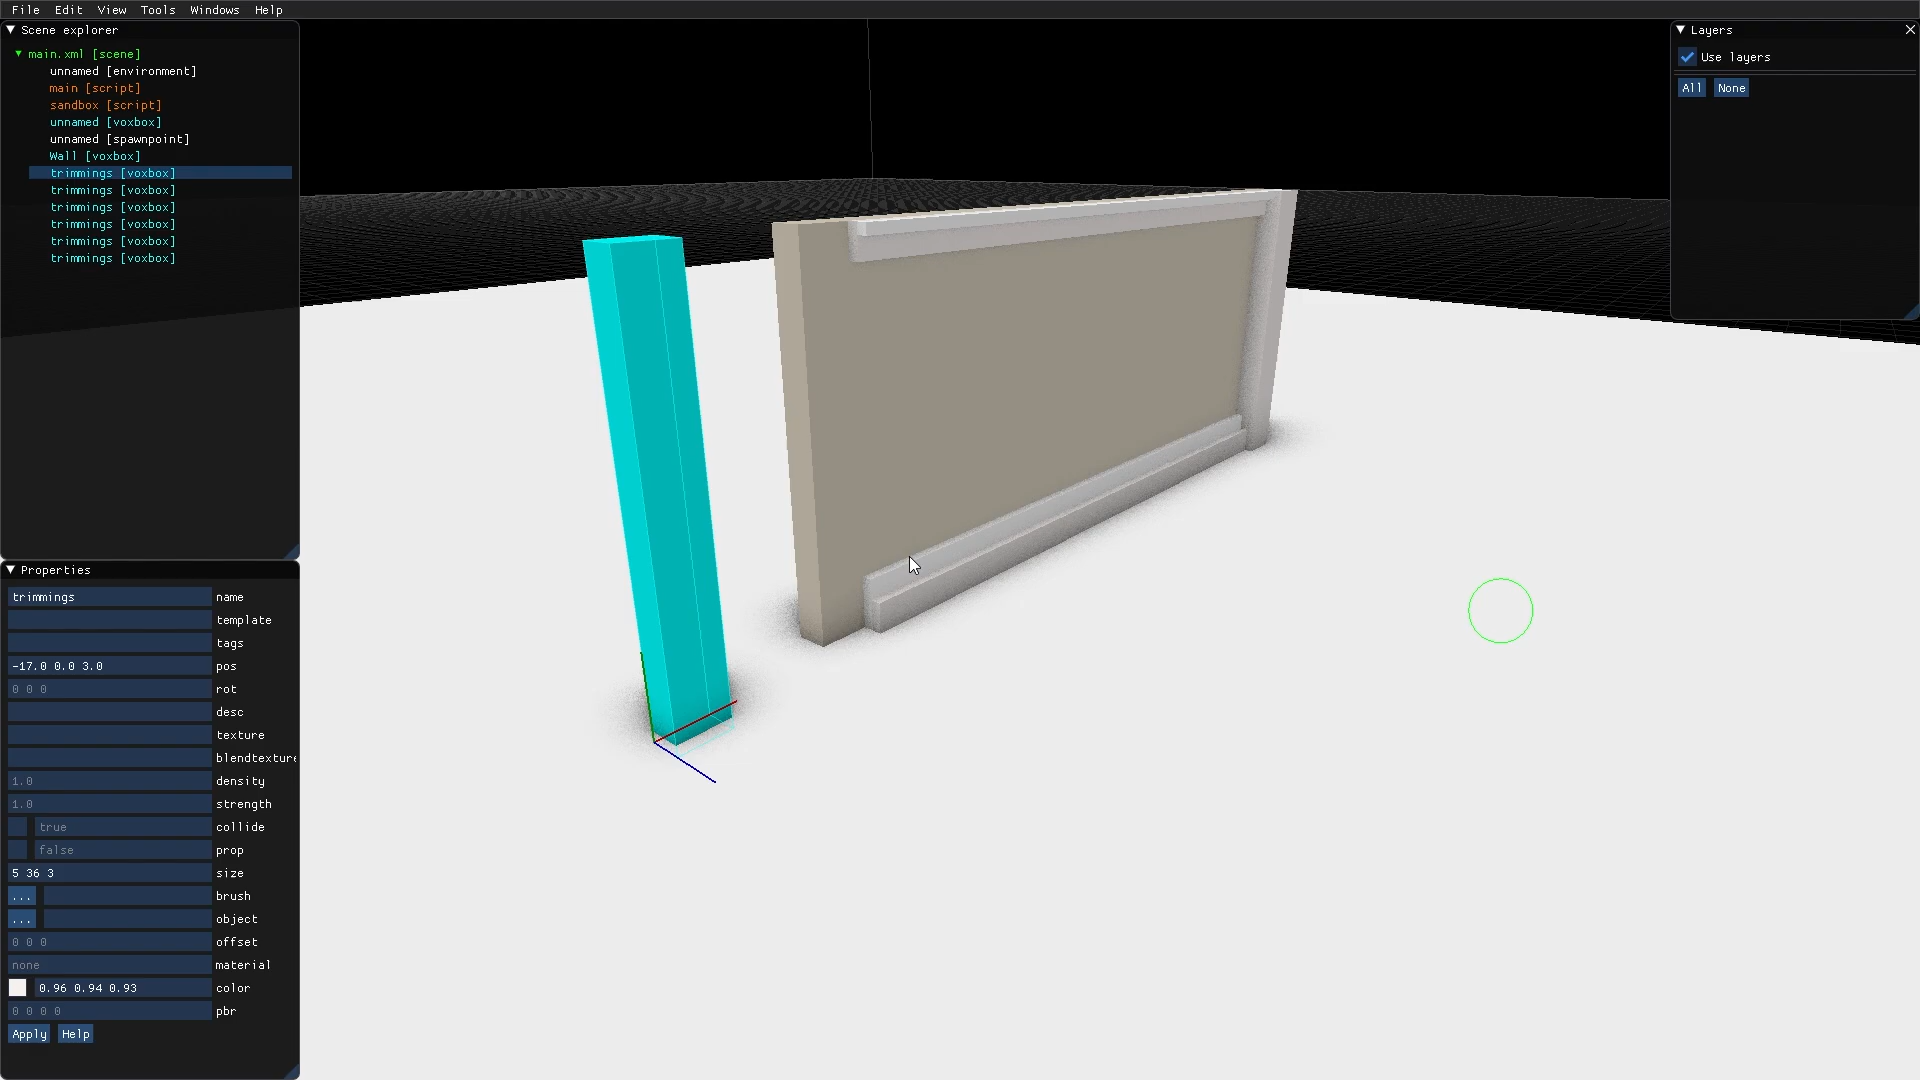 File Edit View Tools Windows Help
Scene explorer
main.xml [scene]
unnamed [environment]
main [script]
sandbox [script]
unnamed [voxbox]
unnamed [spawnpoint]
Wall [voxbox]
trimmings [voxbox]
trimmings [voxbox]
trimmings [voxbox]
trimmings [voxbox]
trimmings [voxbox]
trimmings [voxbox]
Properties
trimmings name
template
tags
-17.0 0.0 3.0 pos
0 0 0 rot
desc
texture
blendtexture
1.0 density
1.0 strength
true collide
false prop
5 36 3 size
... brush
... object
0 0 0 offset
none material
0.96 0.94 0.93 color
0 0 0 0 pbr
Apply Help
Layers
Use layers
All None